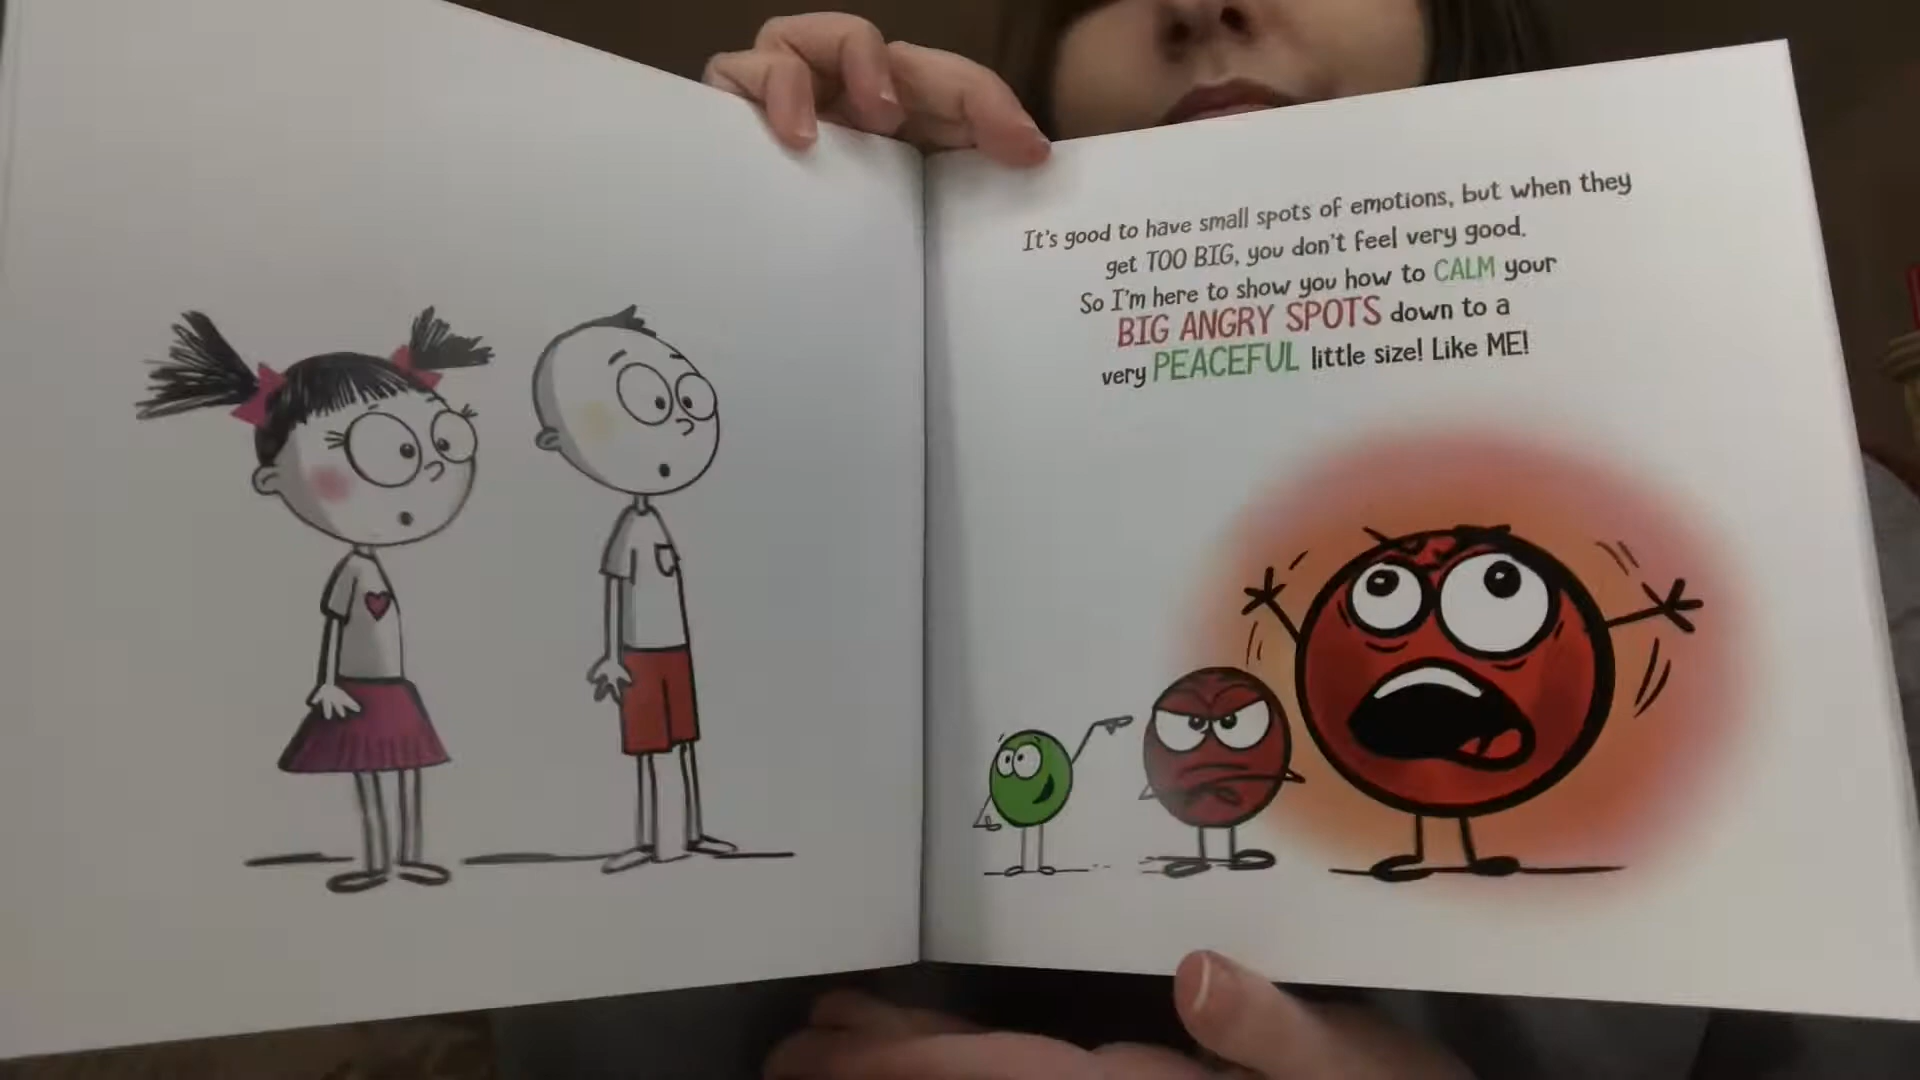 It's good to have small spots of emotions, but when they
get TOO BIG, you don't feel very good.
So I'm here to show you how to CALM your
BIG ANGRY SPOTS down to a
very PEACEFUL little size! Like ME!